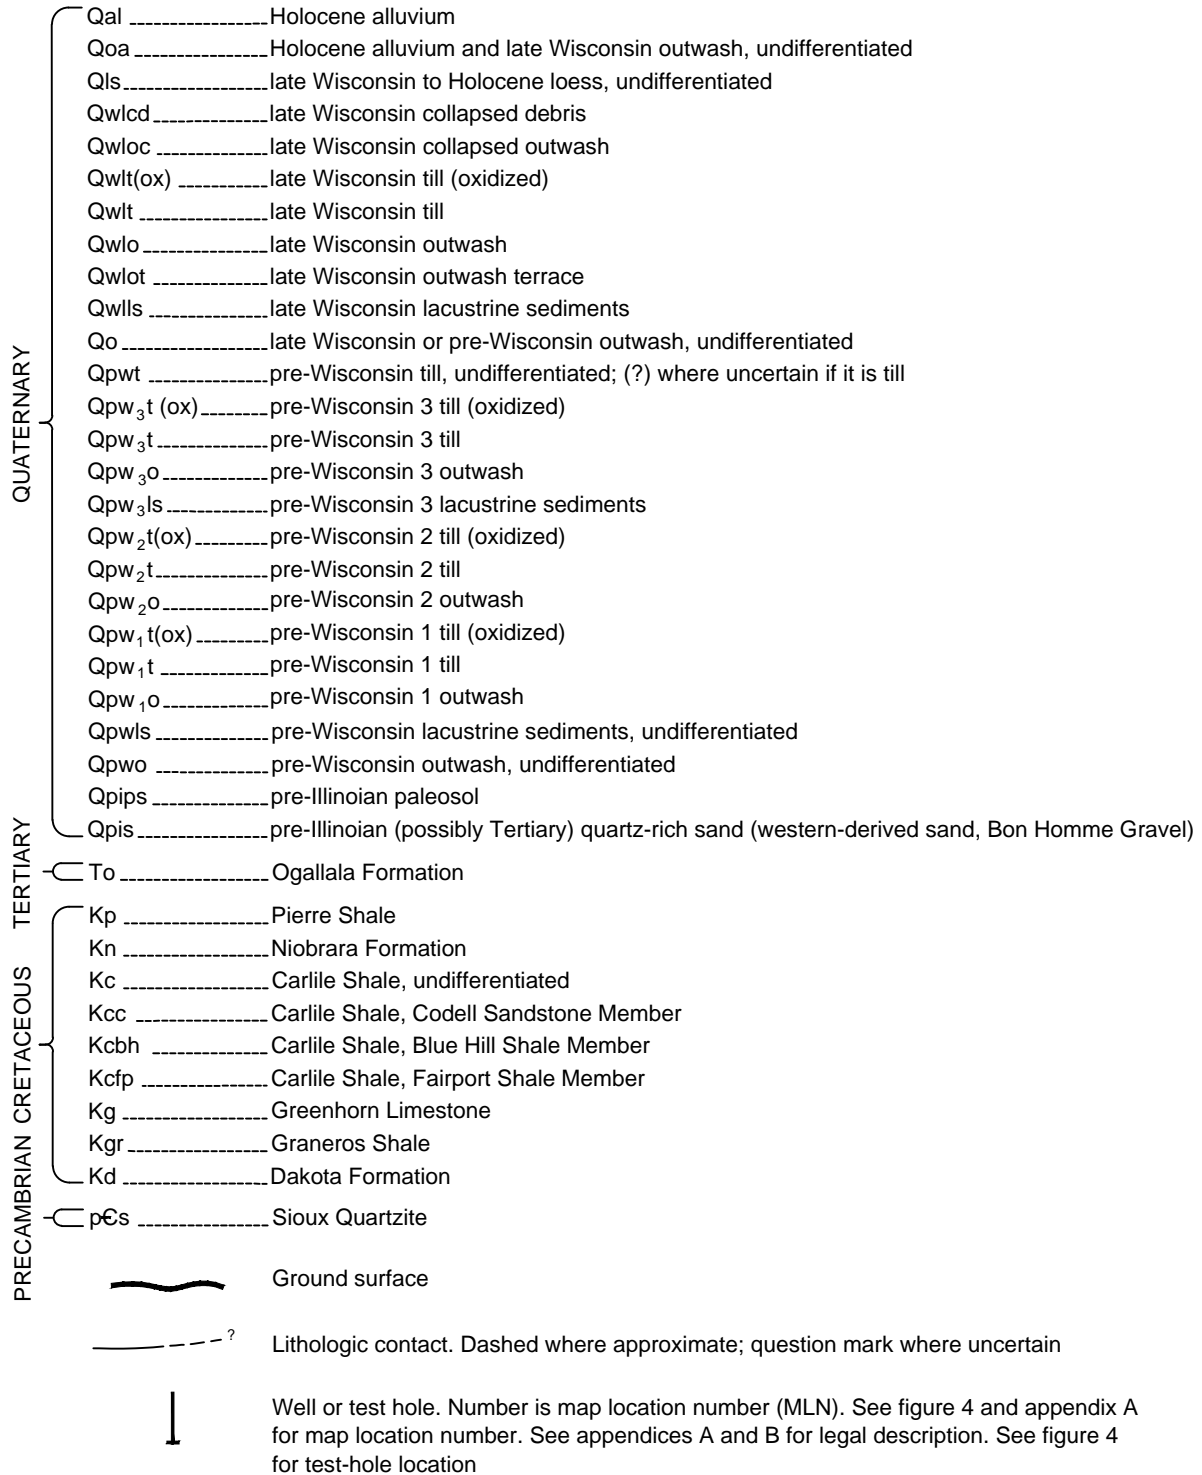 QUATERNARY
Qal Holocene alluvium
Qoa Holocene alluvium and late Wisconsin outwash, undifferentiated
Qls late Wisconsin to Holocene loess, undifferentiated
Qwlcd late Wisconsin collapsed debris
Qwloc late Wisconsin collapsed outwash
Qwlt(ox) late Wisconsin till (oxidized)
Qwlt late Wisconsin till
Qwlo late Wisconsin outwash
Qwlot late Wisconsin outwash terrace
Qwlls late Wisconsin lacustrine sediments
Qo late Wisconsin or pre-Wisconsin outwash, undifferentiated
Qpwt pre-Wisconsin till, undifferentiated; (?) where uncertain if it is till
Qpw₃t (ox) pre-Wisconsin 3 till (oxidized)
Qpw₃t pre-Wisconsin 3 till
Qpw₃o pre-Wisconsin 3 outwash
Qpw₃ls pre-Wisconsin 3 lacustrine sediments
Qpw₂t(ox) pre-Wisconsin 2 till (oxidized)
Qpw₂t pre-Wisconsin 2 till
Qpw₂o pre-Wisconsin 2 outwash
Qpw₁t(ox) pre-Wisconsin 1 till (oxidized)
Qpw₁t pre-Wisconsin 1 till
Qpw₁o pre-Wisconsin 1 outwash
Qpwls pre-Wisconsin lacustrine sediments, undifferentiated
Qpwo pre-Wisconsin outwash, undifferentiated
Qpips pre-Illinoian paleosol
Qpis pre-Illinoian (possibly Tertiary) quartz-rich sand (western-derived sand, Bon Homme Gravel)
TERTIARY
To Ogallala Formation
CRETACEOUS
Kp Pierre Shale
Kn Niobrara Formation
Kc Carlile Shale, undifferentiated
Kcc Carlile Shale, Codell Sandstone Member
Kcbh Carlile Shale, Blue Hill Shale Member
Kcfp Carlile Shale, Fairport Shale Member
Kg Greenhorn Limestone
Kgr Graneros Shale
Kd Dakota Formation
PRECAMBRIAN
p-Cs Sioux Quartzite
Ground surface
? Lithologic contact. Dashed where approximate; question mark where uncertain
Well or test hole. Number is map location number (MLN). See figure 4 and appendix A
for map location number. See appendices A and B for legal description. See figure 4
for test-hole location